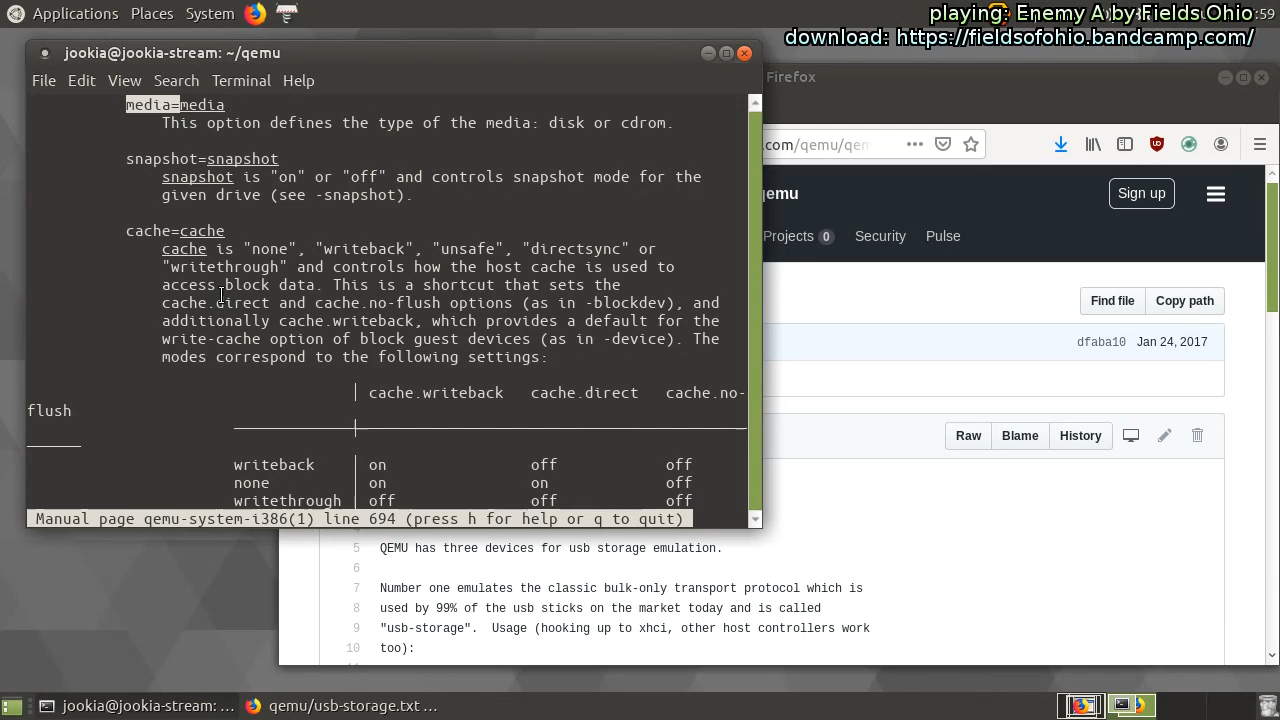 Applications Places System
playing: Enemy A by Fields Ohio
:59
download: https://fieldsofohio.bandcamp.com/
jookia@jookia-stream: ~/qemu
File Edit View Search Terminal Help
media=media
This option defines the type of the media: disk or cdrom.
snapshot=snapshot
snapshot is "on" or "off" and controls snapshot mode for the
given drive (see -snapshot).
cache=cache
cache is "none", "writeback", "unsafe", "directsync" or
"writethrough" and controls how the host cache is used to
access block data. This is a shortcut that sets the
cache.direct and cache.no-flush options (as in -blockdev), and
additionally cache.writeback, which provides a default for the
write-cache option of block guest devices (as in -device). The
modes correspond to the following settings:
│ cache.writeback cache.direct cache.no-
flush
writeback │ on off off
none │ on on off
writethrough │ off off off
Manual page qemu-system-i386(1) line 694 (press h for help or q to quit)
Firefox
.com/qemu/qem
qemu
Sign up
Projects 0 Security Pulse
Find file Copy path
dfaba10 Jan 24, 2017
Raw Blame History
5 QEMU has three devices for usb storage emulation.
6
7 Number one emulates the classic bulk-only transport protocol which is
8 used by 99% of the usb sticks on the market today and is called
9 "usb-storage". Usage (hooking up to xhci, other host controllers work
10 too):
jookia@jookia-stream: ...
qemu/usb-storage.txt ...